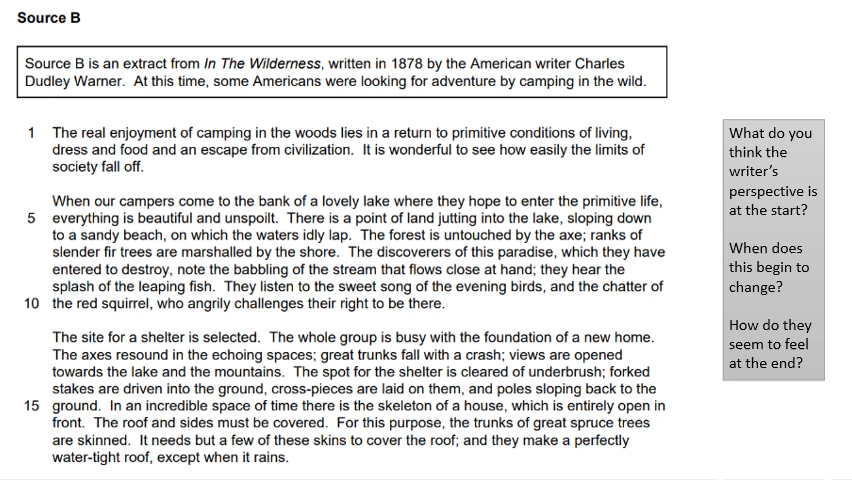 Source B
Source B is an extract from In The Wilderness, written in 1878 by the American writer Charles
Dudley Warner.  At this time, some Americans were looking for adventure by camping in the wild.
1 The real enjoyment of camping in the woods lies in a return to primitive conditions of living,
dress and food and an escape from civilization.  It is wonderful to see how easily the limits of
society fall off.
When our campers come to the bank of a lovely lake where they hope to enter the primitive life,
5 everything is beautiful and unspoilt.  There is a point of land jutting into the lake, sloping down
to a sandy beach, on which the waters idly lap.  The forest is untouched by the axe; ranks of
slender fir trees are marshalled by the shore.  The discoverers of this paradise, which they have
entered to destroy, note the babbling of the stream that flows close at hand; they hear the
splash of the leaping fish.  They listen to the sweet song of the evening birds, and the chatter of
10 the red squirrel, who angrily challenges their right to be there.
The site for a shelter is selected.  The whole group is busy with the foundation of a new home.
The axes resound in the echoing spaces; great trunks fall with a crash; views are opened
towards the lake and the mountains.  The spot for the shelter is cleared of underbrush; forked
stakes are driven into the ground, cross-pieces are laid on them, and poles sloping back to the
15 ground.  In an incredible space of time there is the skeleton of a house, which is entirely open in
front.  The roof and sides must be covered.  For this purpose, the trunks of great spruce trees
are skinned.  It needs but a few of these skins to cover the roof; and they make a perfectly
water-tight roof, except when it rains.
What do you
think the
writer's
perspective is
at the start?
When does
this begin to
change?
How do they
seem to feel
at the end?